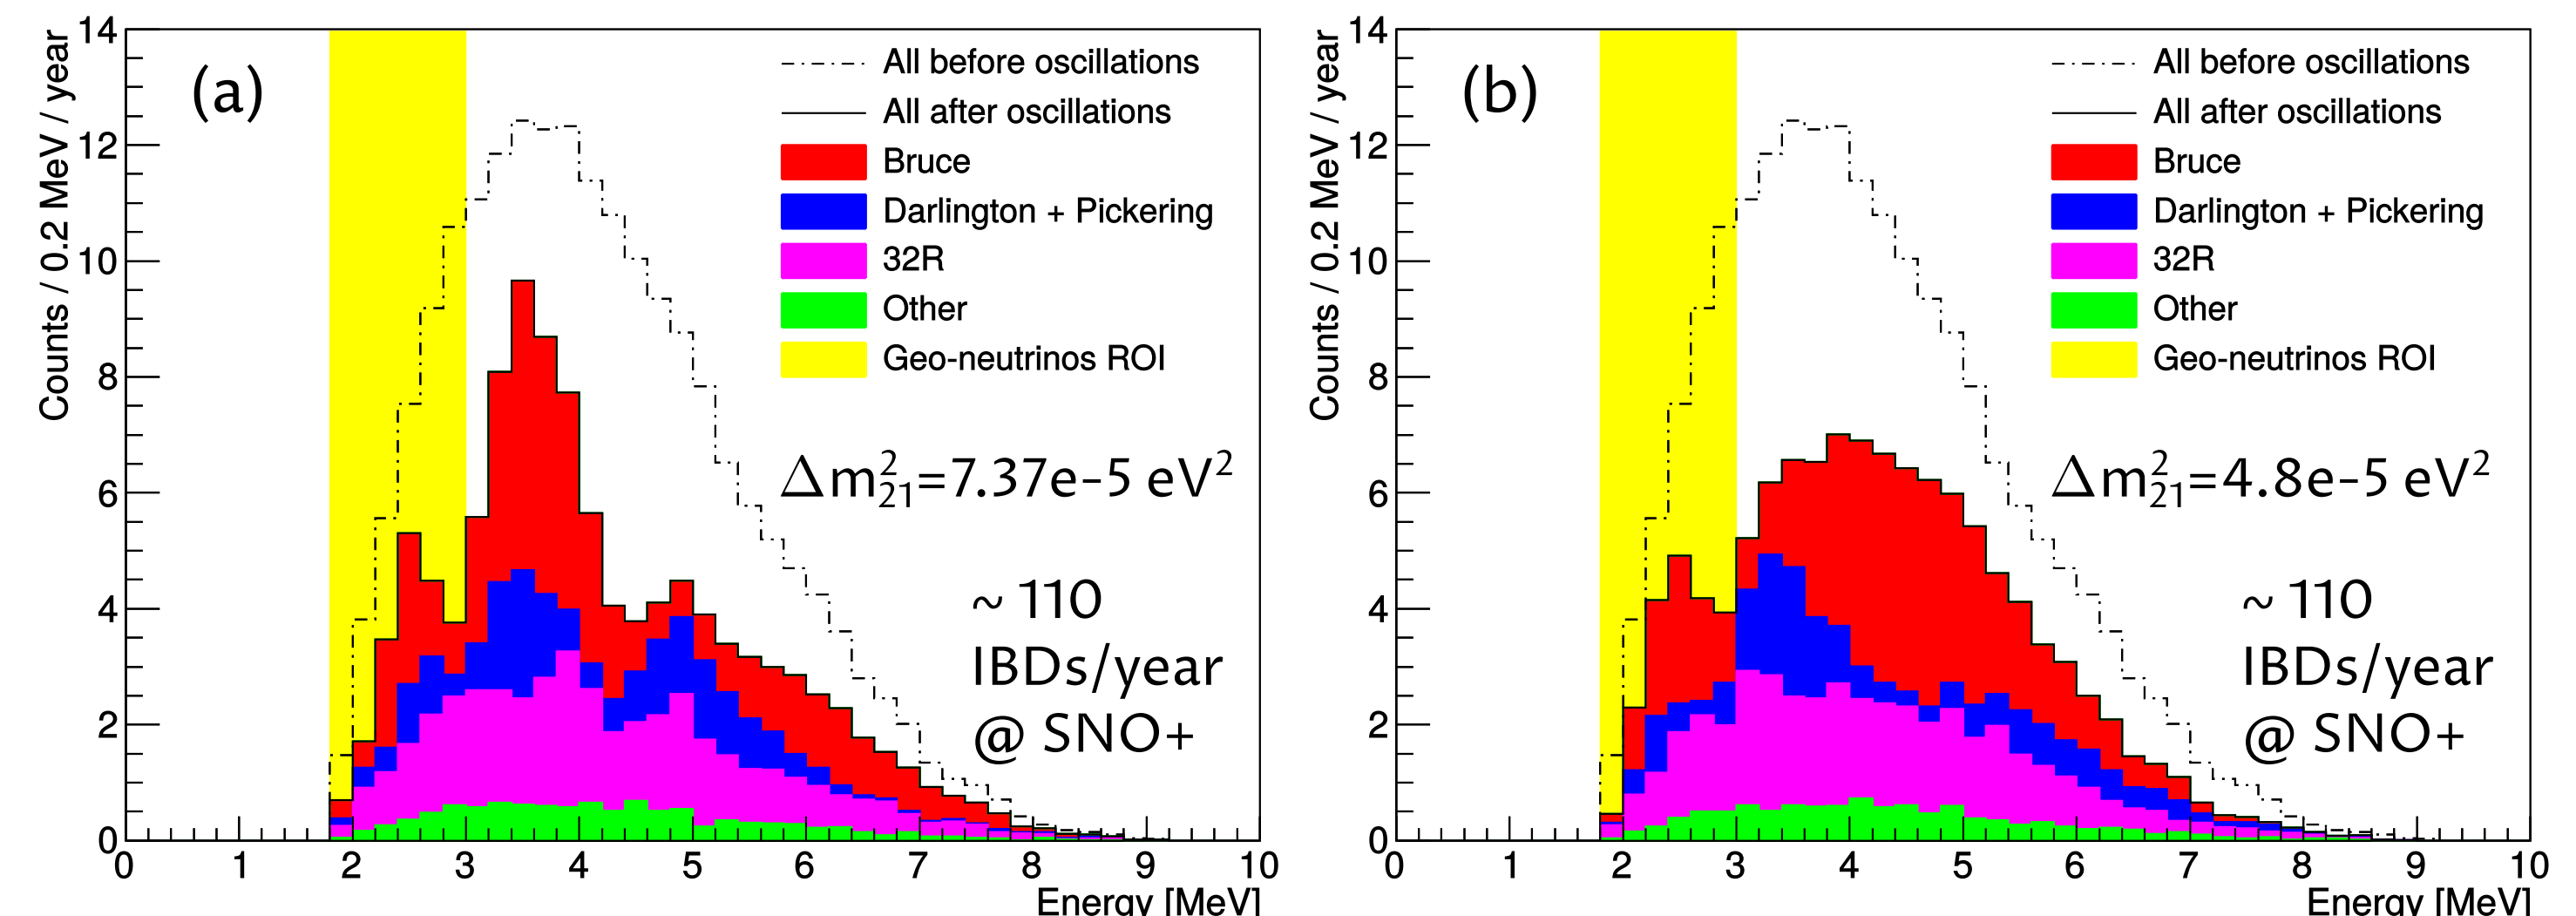 (a)
All before oscillations
All after oscillations
Bruce
Darlington + Pickering
32R
Other
Geo-neutrinos ROI
Δm²₂₁=7.37e-5 eV²
~ 110
IBDs/year
@ SNO+
Counts / 0.2 MeV / year
14
12
10
8
6
4
2
0
0 1 2 3 4 5 6 7 8 9 10
Energy [MeV]
(b)
All before oscillations
All after oscillations
Bruce
Darlington + Pickering
32R
Other
Geo-neutrinos ROI
Δm²₂₁=4.8e-5 eV²
~ 110
IBDs/year
@ SNO+
Counts / 0.2 MeV / year
14
12
10
8
6
4
2
0
0 1 2 3 4 5 6 7 8 9 10
Energy [MeV]